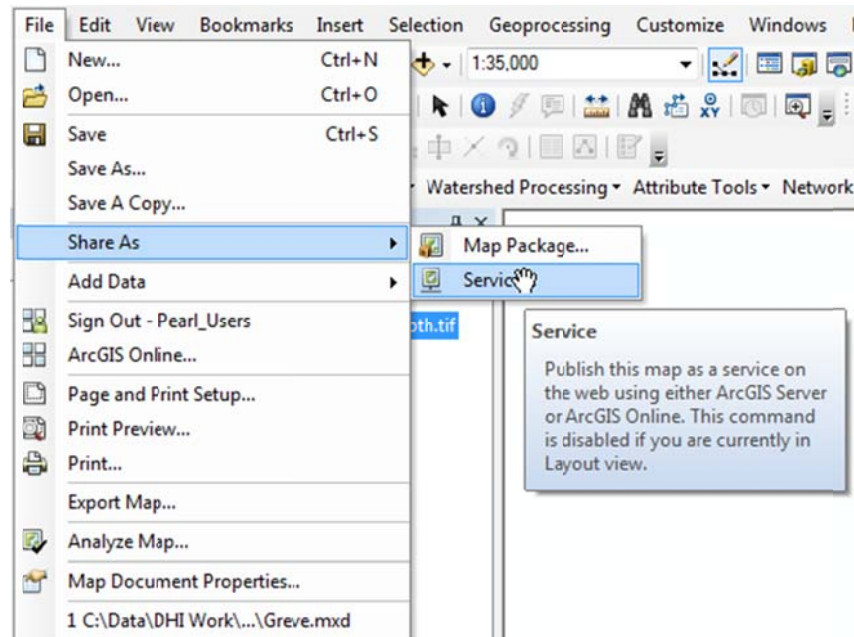 File Edit View Bookmarks Insert Selection Geoprocessing Customize Windows
New... Ctrl+N
1:35,000
Open... Ctrl+O
Save Ctrl+S
Save As...
Save A Copy...
Watershed Processing Attribute Tools Network
Share As
Map Package...
Add Data
Servic
Sign Out - Pearl_Users
oth.tif
ArcGIS Online...
Page and Print Setup...
Print Preview...
Print...
Export Map...
Analyze Map...
Map Document Properties...
1 C:\Data\DHI Work\...\Greve.mxd
Service
Publish this map as a service on
the web using either ArcGIS Server
or ArcGIS Online. This command
is disabled if you are currently in
Layout view.